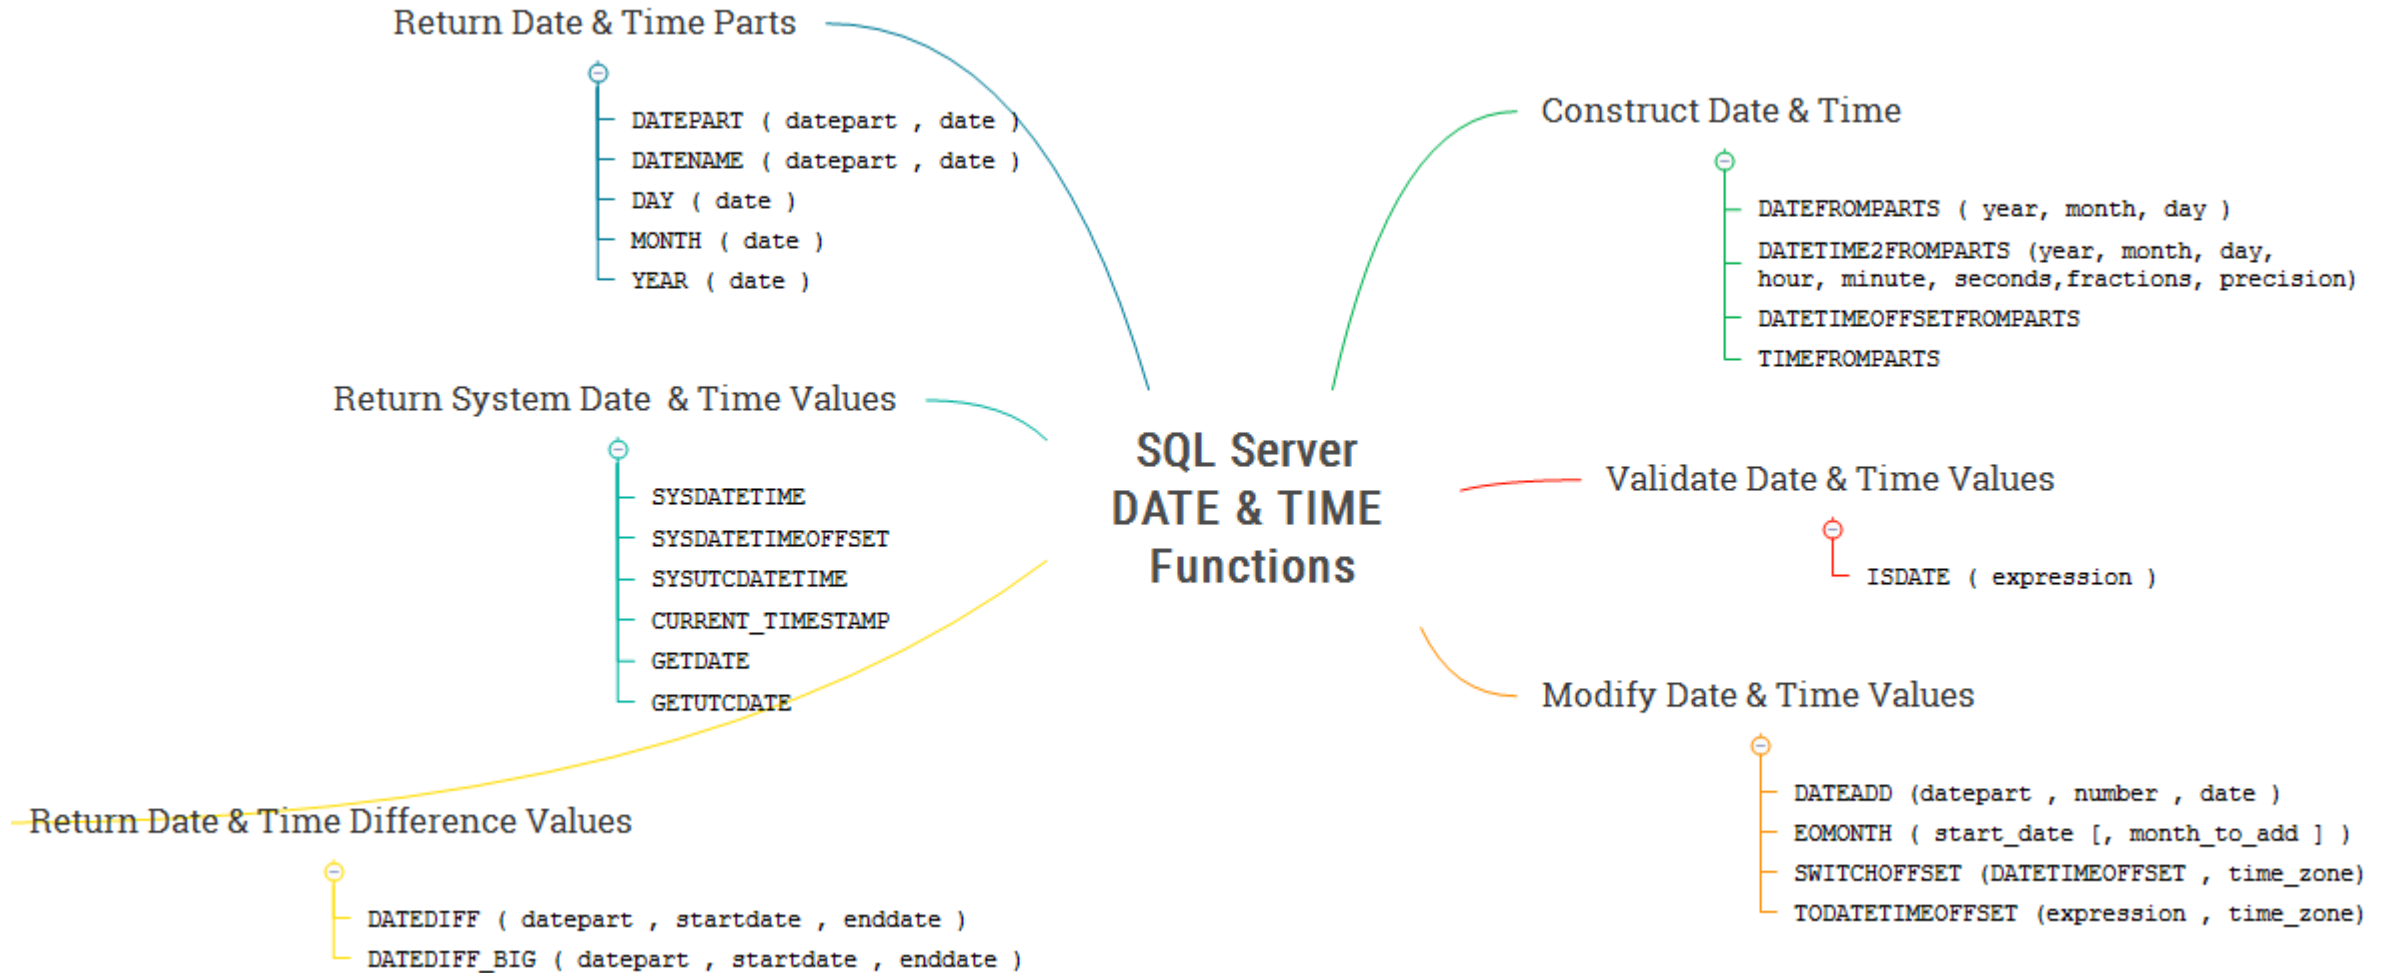 Return Date & Time Parts
DATEPART ( datepart , date )
DATENAME ( datepart , date )
DAY ( date )
MONTH ( date )
YEAR ( date )
Return System Date  & Time Values
SYSDATETIME
SYSDATETIMEOFFSET
SYSUTCDATETIME
CURRENT_TIMESTAMP
GETDATE
GETUTCDATE
Return Date & Time Difference Values
DATEDIFF ( datepart , startdate , enddate )
DATEDIFF_BIG ( datepart , startdate , enddate )
SQL Server
DATE & TIME
Functions
Construct Date & Time
DATEFROMPARTS ( year, month, day )
DATETIME2FROMPARTS (year, month, day,
hour, minute, seconds,fractions, precision)
DATETIMEOFFSETFROMPARTS
TIMEFROMPARTS
Validate Date & Time Values
ISDATE ( expression )
Modify Date & Time Values
DATEADD (datepart , number , date )
EOMONTH ( start_date [, month_to_add ] )
SWITCHOFFSET (DATETIMEOFFSET , time_zone)
TODATETIMEOFFSET (expression , time_zone)